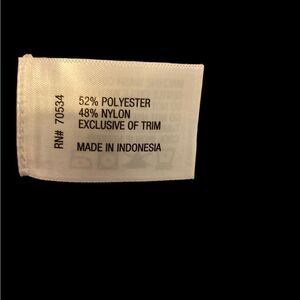 RN# 70534
52% POLYESTER
48% NYLON
EXCLUSIVE OF TRIM
MADE IN INDONESIA